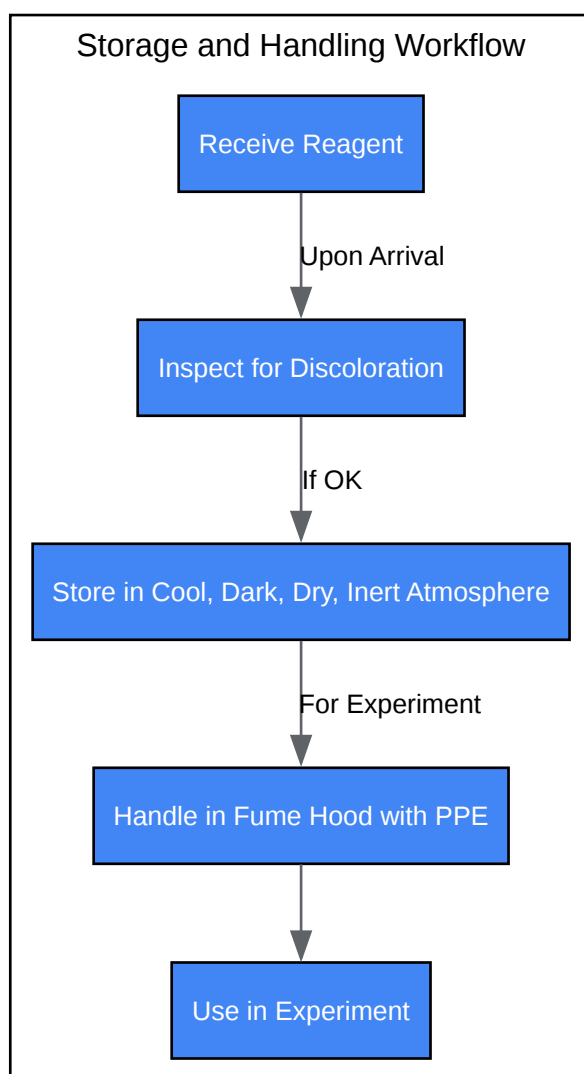 Storage and Handling Workflow
Receive Reagent
Upon Arrival
Inspect for Discoloration
If OK
Store in Cool, Dark, Dry, Inert Atmosphere
For Experiment
Handle in Fume Hood with PPE
Use in Experiment